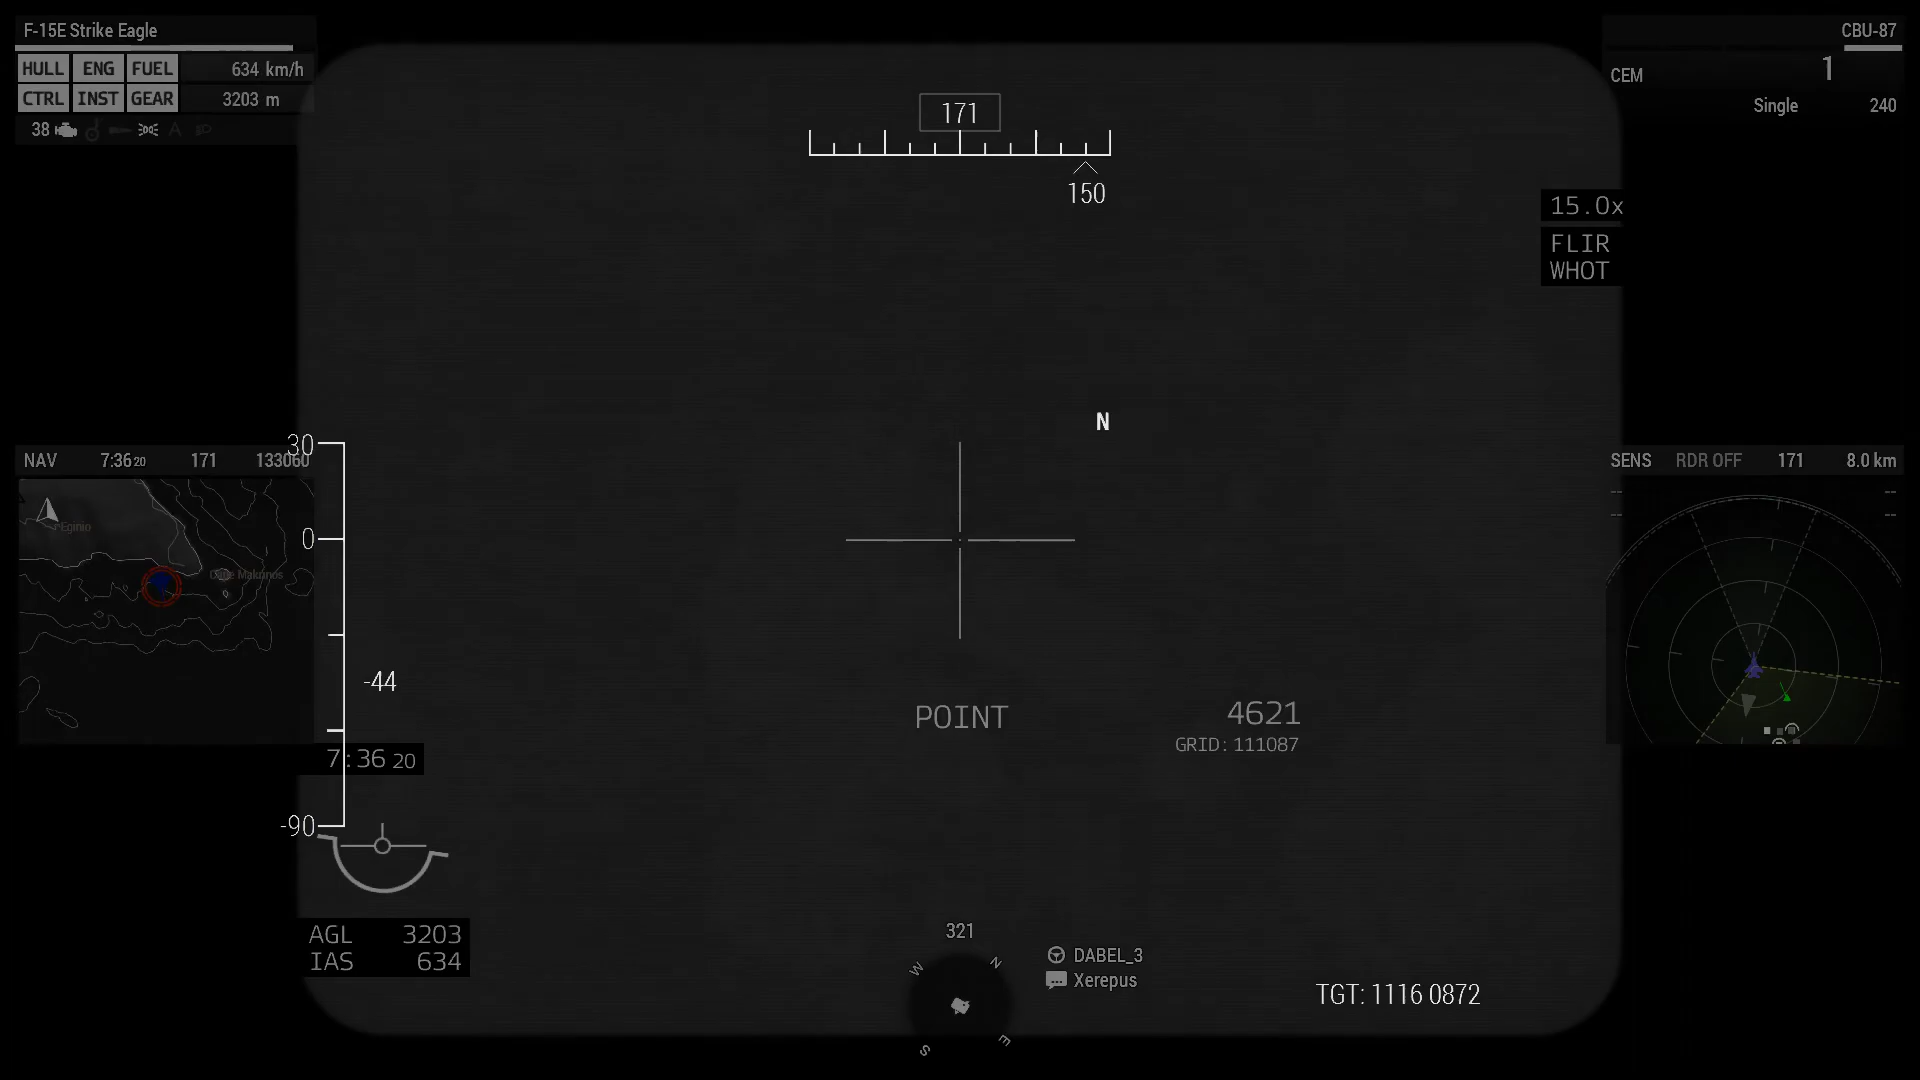 F-15E Strike Eagle
HULL ENG FUEL 634 km/h
CTRL INST GEAR 3203 m
38 A
CBU-87
CEM 1
Single 240
171
150
15.0x
FLIR
WHOT
N
30
0
-44
-90
NAV 7:36 20 171 133060
Eginio
SENS RDR OFF 171 8.0 km
POINT
4621
GRID: 111087
7:36 20
AGL 3203
IAS 634
321
W N
S E
DABEL_3
Xerepus
TGT: 1116 0872